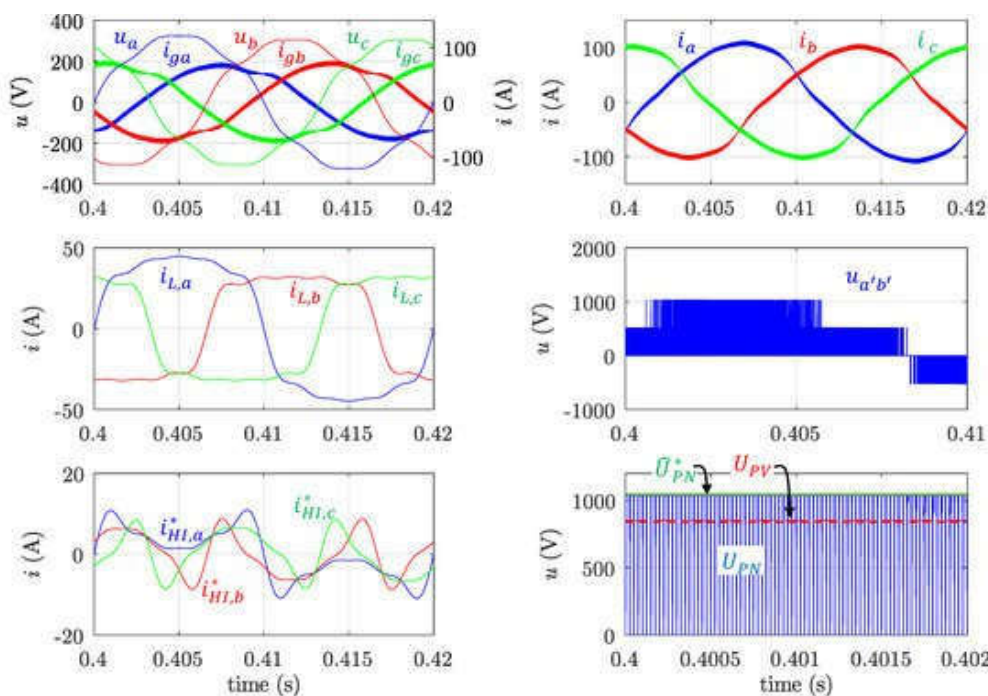 400
200
0
-200
-400
u (V)
u_a
i_ga
u_b
i_gb
u_c
i_gc
100
0
-100
i (A)
0.4
0.405
0.41
0.415
0.42
i (A)
100
0
-100
i_a
i_b
i_c
0.4
0.405
0.41
0.415
0.42
50
0
-50
i (A)
i_L,a
i_L,b
i_L,c
0.4
0.405
0.41
0.415
0.42
2000
1000
0
-1000
u (V)
u_a'b'
0.4
0.405
0.41
20
0
-20
i (A)
i*_HI,a
i*_HI,c
i*_HI,b
0.4
0.405
0.41
0.415
0.42
time (s)
1000
500
0
u (V)
U*_PN
U_PV
U_PN
0.4
0.4005
0.401
0.4015
0.402
time (s)